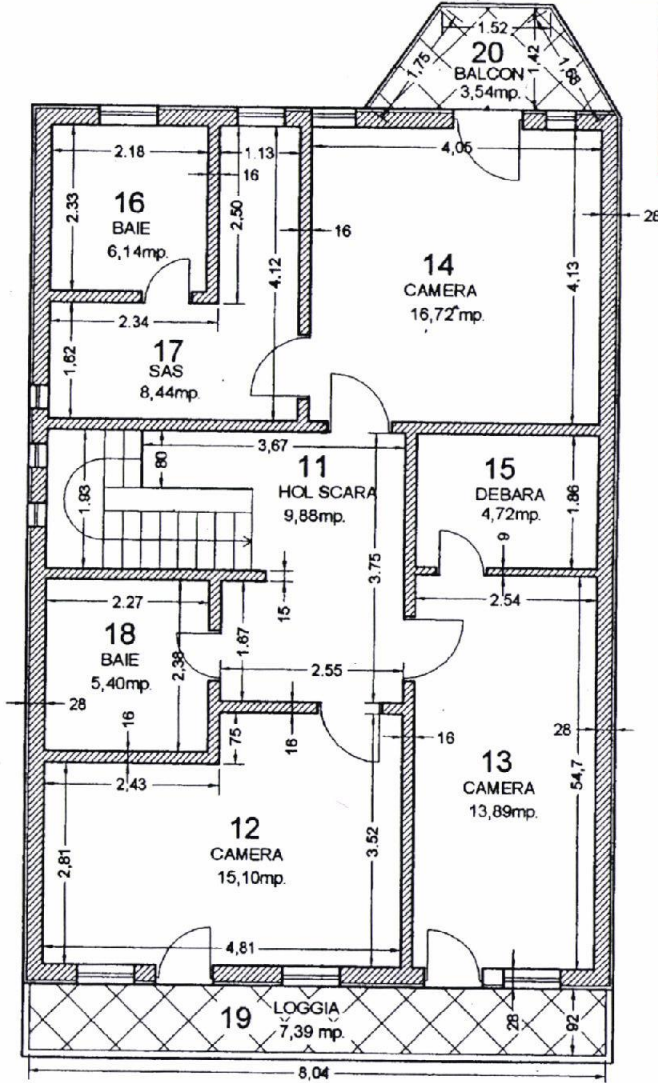 1.52
20
BALCON
3,54mp.
1,75
1,42
1,68
2.18
1.13
4,05
16
2.33
16
BAIE
6,14mp.
2,50
4.12
16
28
14
CAMERA
16,72mp.
4,13
2.34
1,62
17
SAS
8,44mp.
3,67
80
1.93
11
HOL SCARA
9,88mp.
15
DEBARA
4,72mp.
1,86
9
3.75
15
2.54
2.27
18
BAIE
5,40mp.
2,38
1.67
2.55
28
16
75
16
16
28
2,43
13
CAMERA
13,89mp.
54,7
12
CAMERA
15,10mp.
2,81
3.52
4,81
19
LOGGIA
7,39 mp.
28
92
8,04